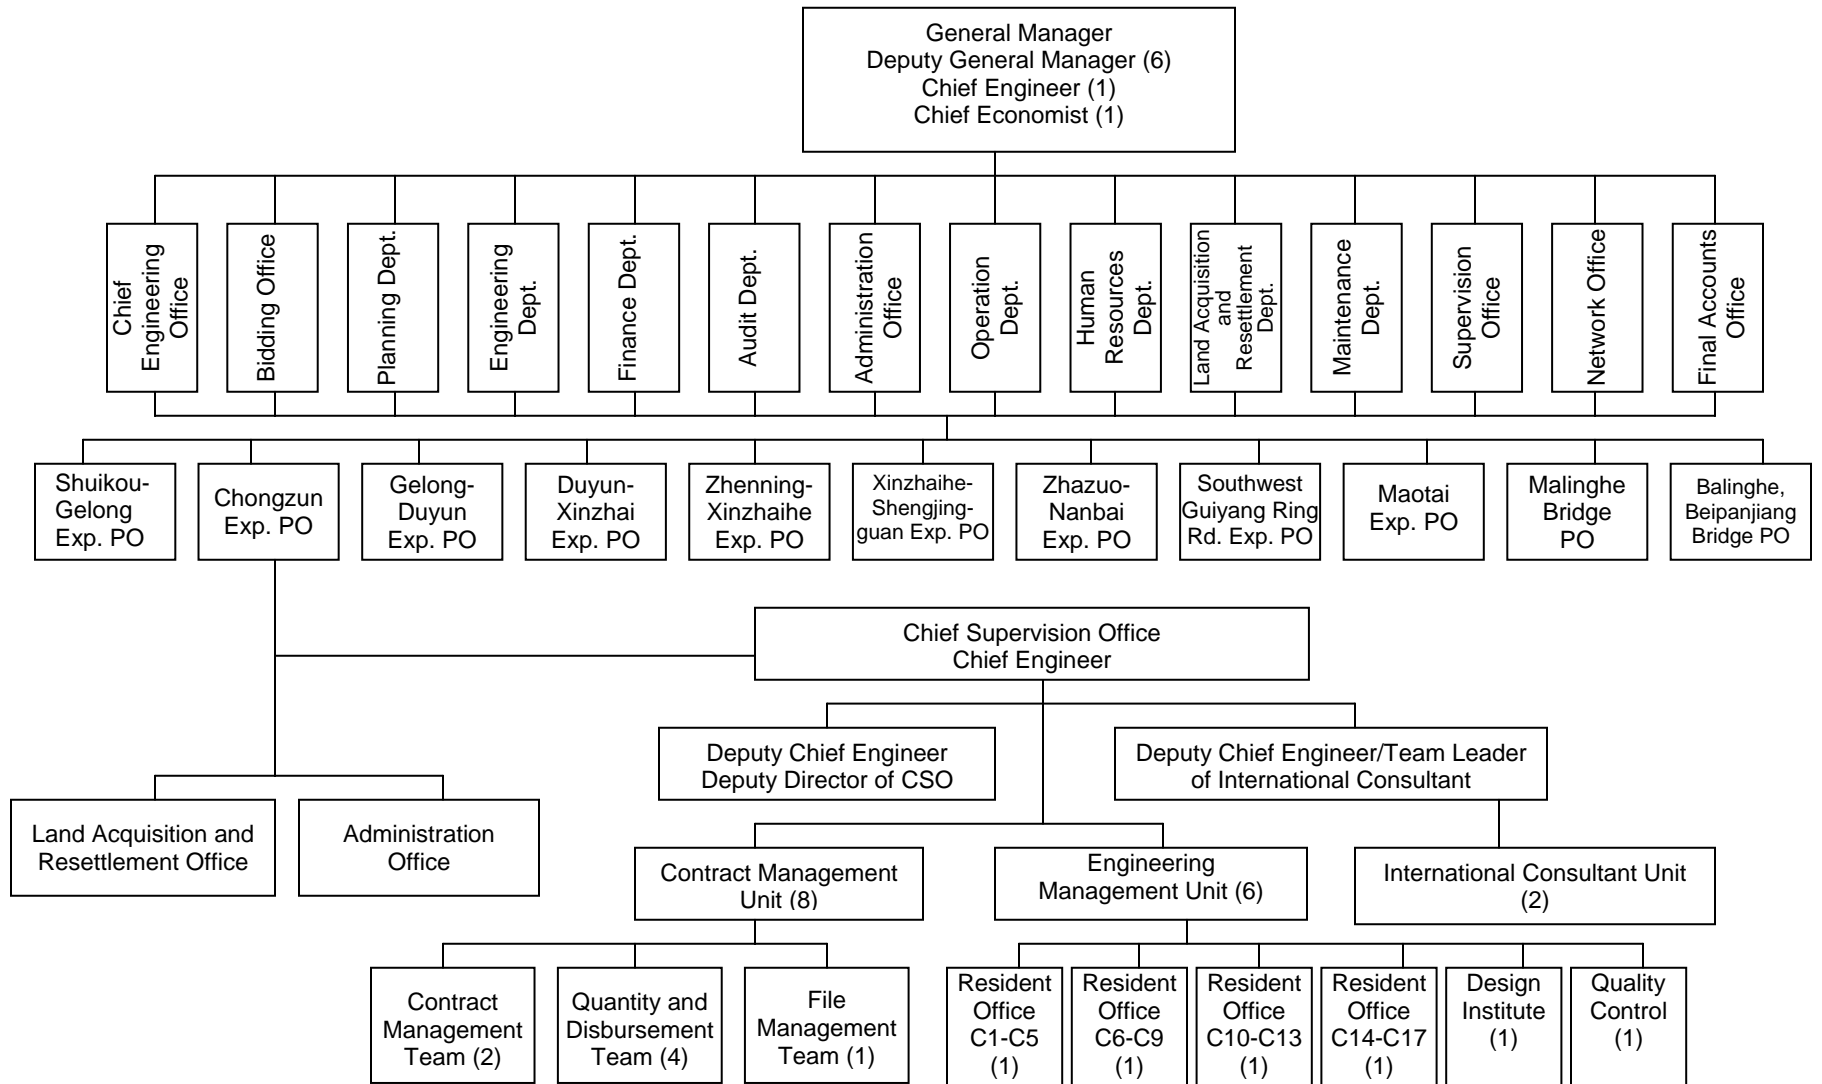 General Manager
Deputy General Manager (6)
Chief Engineer (1)
Chief Economist (1)
Chief
Engineering
Office
Bidding Office
Planning Dept.
Engineering
Dept.
Finance Dept.
Audit Dept.
Administration
Office
Operation
Dept.
Human
Resources
Dept.
Land Acquisition
and
Resettlement
Dept.
Maintenance
Dept.
Supervision
Office
Network Office
Final Accounts
Office
Shuikou-
Gelong
Exp. PO
Chongzun
Exp. PO
Gelong-
Duyun
Exp. PO
Duyun-
Xinzhai
Exp. PO
Zhenning-
Xinzhaihe
Exp. PO
Xinzhaihe-
Shengjing-
guan Exp. PO
Zhazuo-
Nanbai
Exp. PO
Southwest
Guiyang Ring
Rd. Exp. PO
Maotai
Exp. PO
Malinghe
Bridge
PO
Balinghe,
Beipanjiang
Bridge PO
Chief Supervision Office
Chief Engineer
Deputy Chief Engineer
Deputy Director of CSO
Deputy Chief Engineer/Team Leader
of International Consultant
Land Acquisition and
Resettlement Office
Administration
Office
Contract Management
Unit (8)
Engineering
Management Unit (6)
International Consultant Unit
(2)
Contract
Management
Team (2)
Quantity and
Disbursement
Team (4)
File
Management
Team (1)
Resident
Office
C1-C5
(1)
Resident
Office
C6-C9
(1)
Resident
Office
C10-C13
(1)
Resident
Office
C14-C17
(1)
Design
Institute
(1)
Quality
Control
(1)